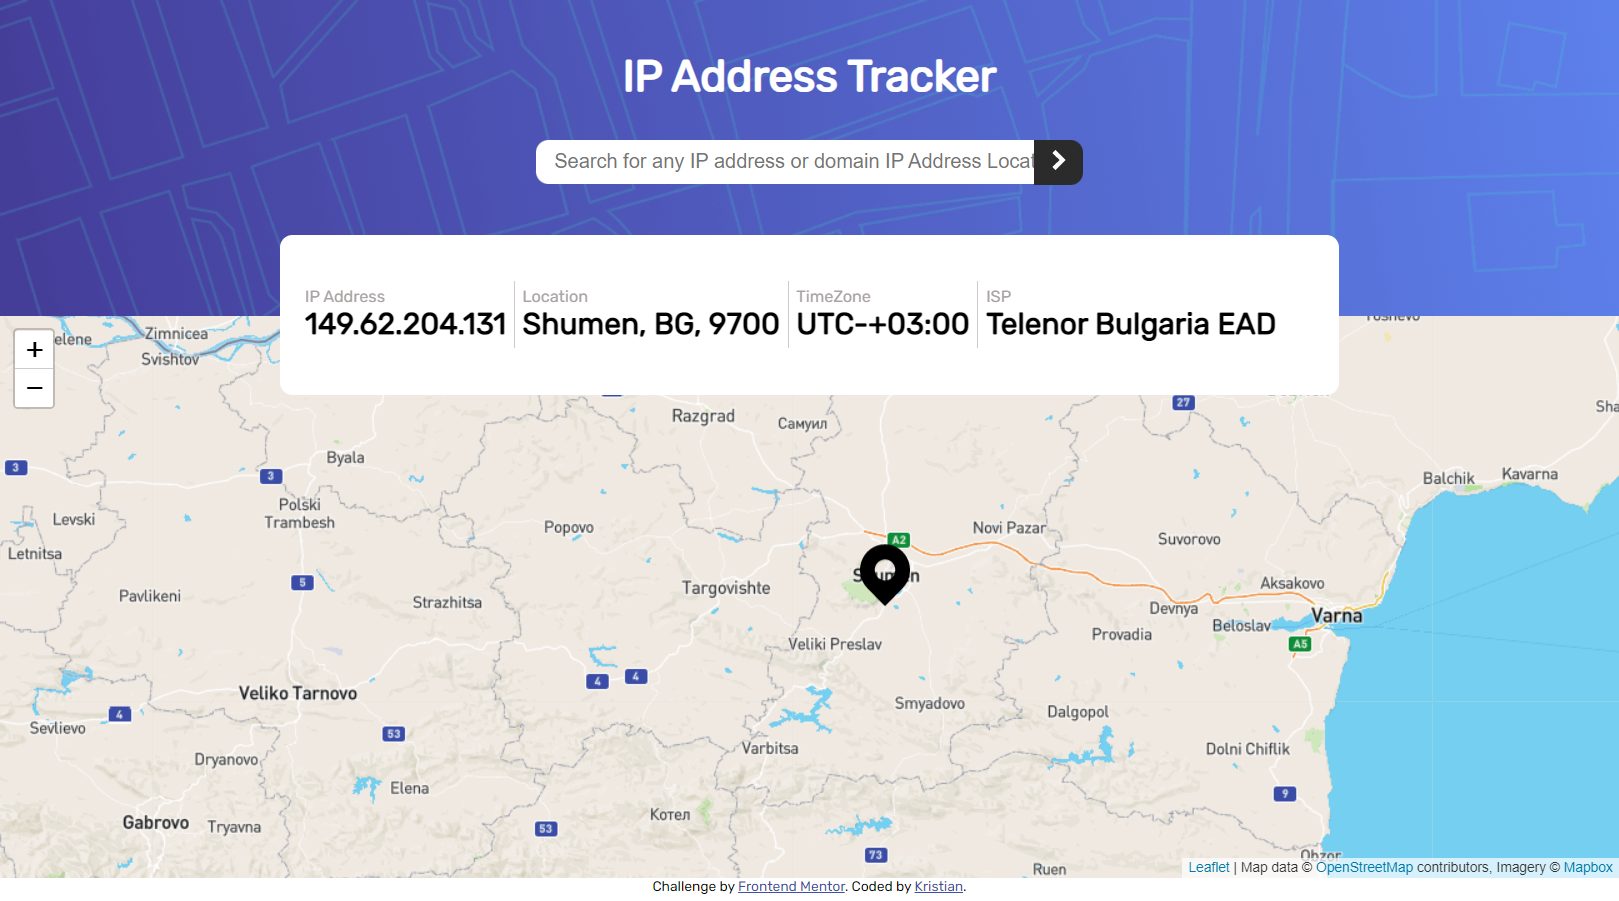 IP Address Tracker
Search for any IP address or domain IP Address Locat
IP Address
149.62.204.131
Location
Shumen, BG, 9700
TimeZone
UTC-+03:00
ISP
Telenor Bulgaria EAD
+
−
elene
Zimnicea
Svishtov
Razgrad
Самуил
27
Sha
3
3
Byala
Balchik
Kavarna
Polski
Trambesh
Levski
Popovo
Novi Pazar
A2
Suvorovo
Letnitsa
5
Targovishte
Aksakovo
Pavlikeni
Strazhitsa
Devnya
Varna
Beloslav
Provadia
A5
Veliki Preslav
4
4
Veliko Tarnovo
Smyadovo
Dalgopol
4
Sevlievo
53
Varbitsa
Dolni Chiflik
Dryanovo
Elena
9
Котел
Gabrovo
Tryavna
53
73
Obzor
Ruen
Leaflet | Map data © OpenStreetMap contributors, Imagery © Mapbox
Challenge by Frontend Mentor. Coded by Kristian.